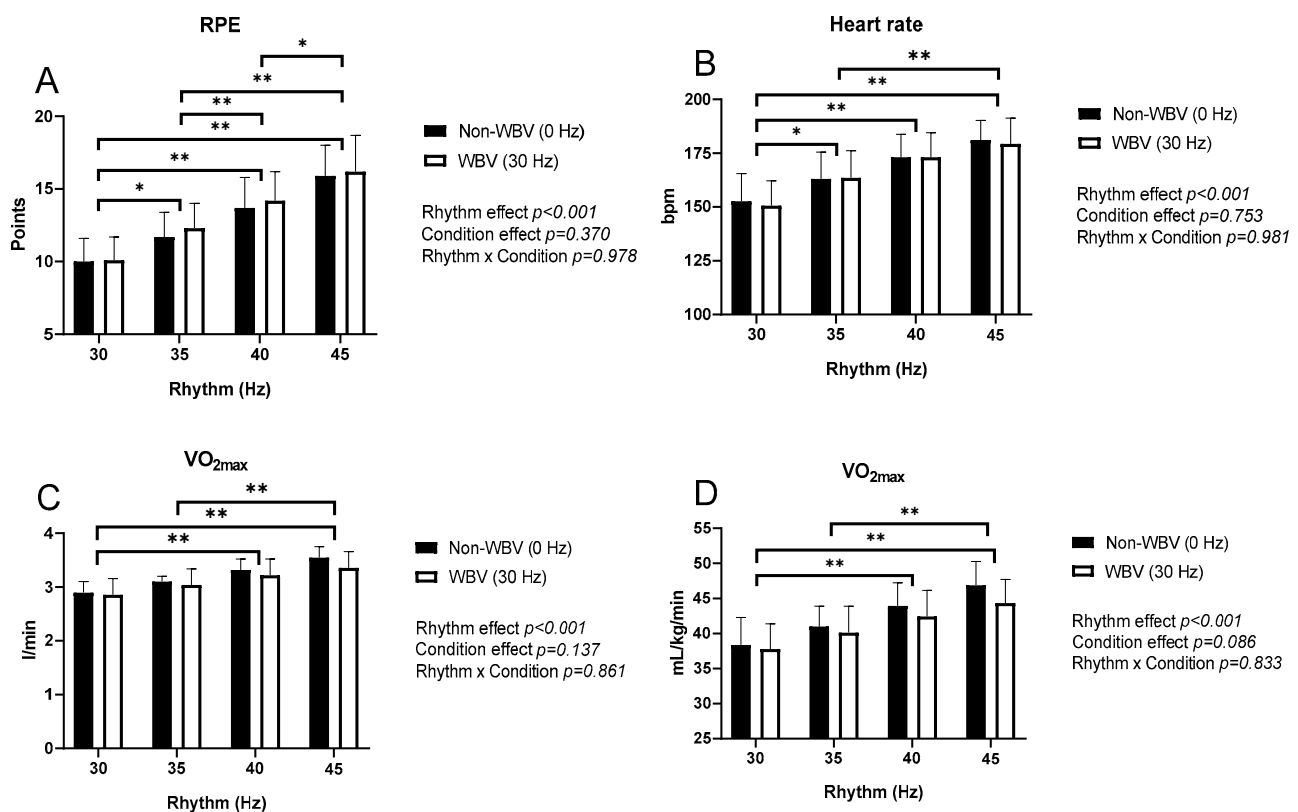 RPE
A
*
**
**
**
**
*
20
15
10
5
Points
30 35 40 45
Rhythm (Hz)
Non-WBV (0 Hz)
WBV (30 Hz)
Rhythm effect p<0.001
Condition effect p=0.370
Rhythm x Condition p=0.978
Heart rate
B
**
**
**
*
200
175
150
125
100
bpm
30 35 40 45
Rhythm (Hz)
Non-WBV (0 Hz)
WBV (30 Hz)
Rhythm effect p<0.001
Condition effect p=0.753
Rhythm x Condition p=0.981
VO2max
C
**
**
**
4
3
2
1
0
l/min
30 35 40 45
Rhythm (Hz)
Non-WBV (0 Hz)
WBV (30 Hz)
Rhythm effect p<0.001
Condition effect p=0.137
Rhythm x Condition p=0.861
VO2max
D
**
**
**
55
50
45
40
35
30
25
mL/kg/min
30 35 40 45
Rhythm (Hz)
Non-WBV (0 Hz)
WBV (30 Hz)
Rhythm effect p<0.001
Condition effect p=0.086
Rhythm x Condition p=0.833